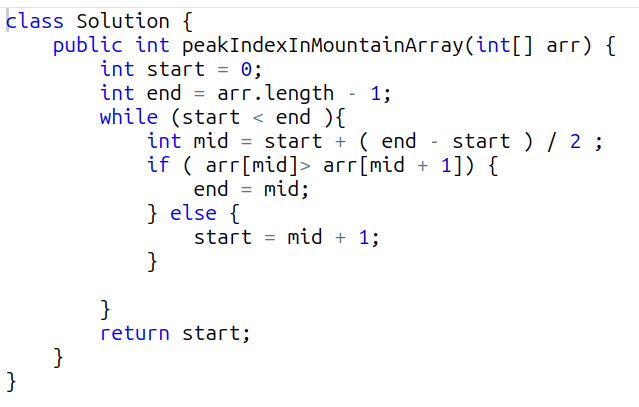 class Solution {
    public int peakIndexInMountainArray(int[] arr) {
        int start = 0;
        int end = arr.length - 1;
        while (start < end ){
            int mid = start + ( end - start ) / 2 ;
            if ( arr[mid]> arr[mid + 1]) {
                end = mid;
            } else {
                start = mid + 1;
            }

        }
        return start;
    }
}